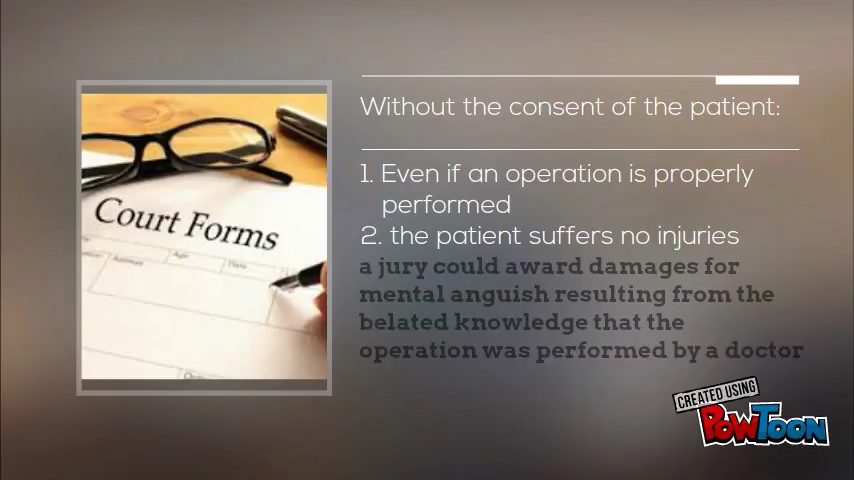 Without the consent of the patient:
1. Even if an operation is properly
performed
2. the patient suffers no injuries
a jury could award damages for
mental anguish resulting from the
belated knowledge that the
operation was performed by a doctor
Court Forms
Age
Date
CREATED USING
POWTOON